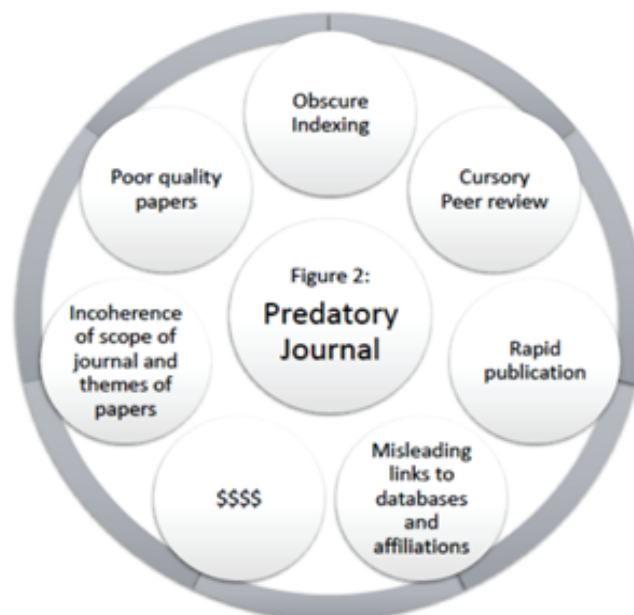 Obscure
Indexing
Cursory
Peer review
Rapid
publication
Misleading
links to
databases
and
affiliations
$$$$
Incoherence
of scope of
journal and
themes of
papers
Poor quality
papers
Figure 2:
Predatory
Journal